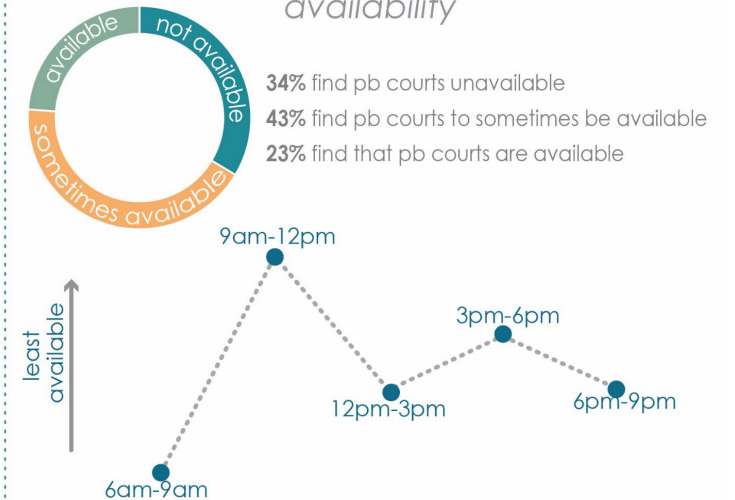 availability
available
not available
sometimes available
34% find pb courts unavailable
43% find pb courts to sometimes be available
23% find that pb courts are available
9am-12pm
3pm-6pm
least
available
12pm-3pm
6pm-9pm
6am-9am